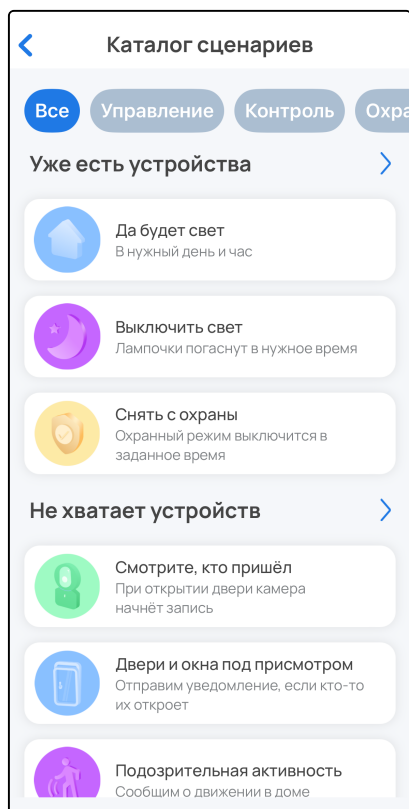 Каталог сценариев
Все Управление Контроль Охра
Уже есть устройства
Да будет свет
В нужный день и час
Выключить свет
Лампочки погаснут в нужное время
Снять с охраны
Охранный режим выключится в
заданное время
Не хватает устройств
Смотрите, кто пришёл
При открытии двери камера
начнёт запись
Двери и окна под присмотром
Отправим уведомление, если кто-то
их откроет
Подозрительная активность
Сообщим о движении в доме